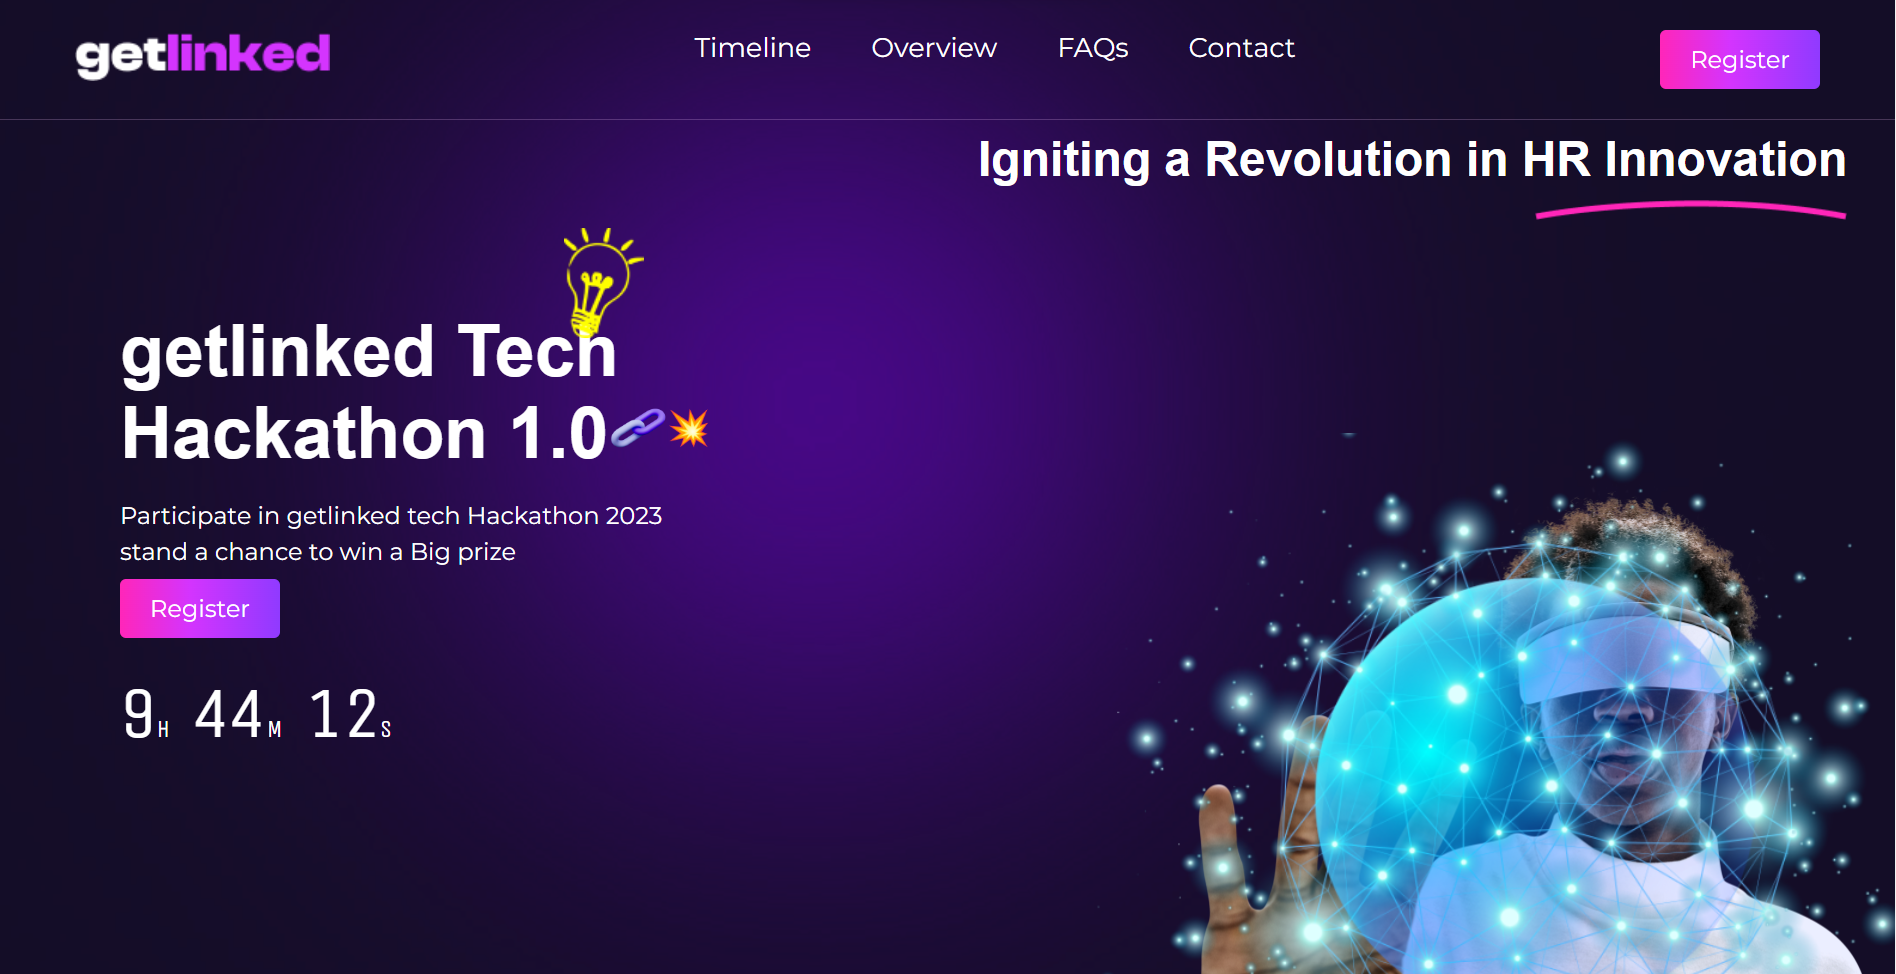 getlinked
Timeline Overview FAQs Contact
Register
Igniting a Revolution in HR Innovation
getlinked Tech
Hackathon 1.0🔗💥
Participate in getlinked tech Hackathon 2023
stand a chance to win a Big prize
Register
9H 44M 12S